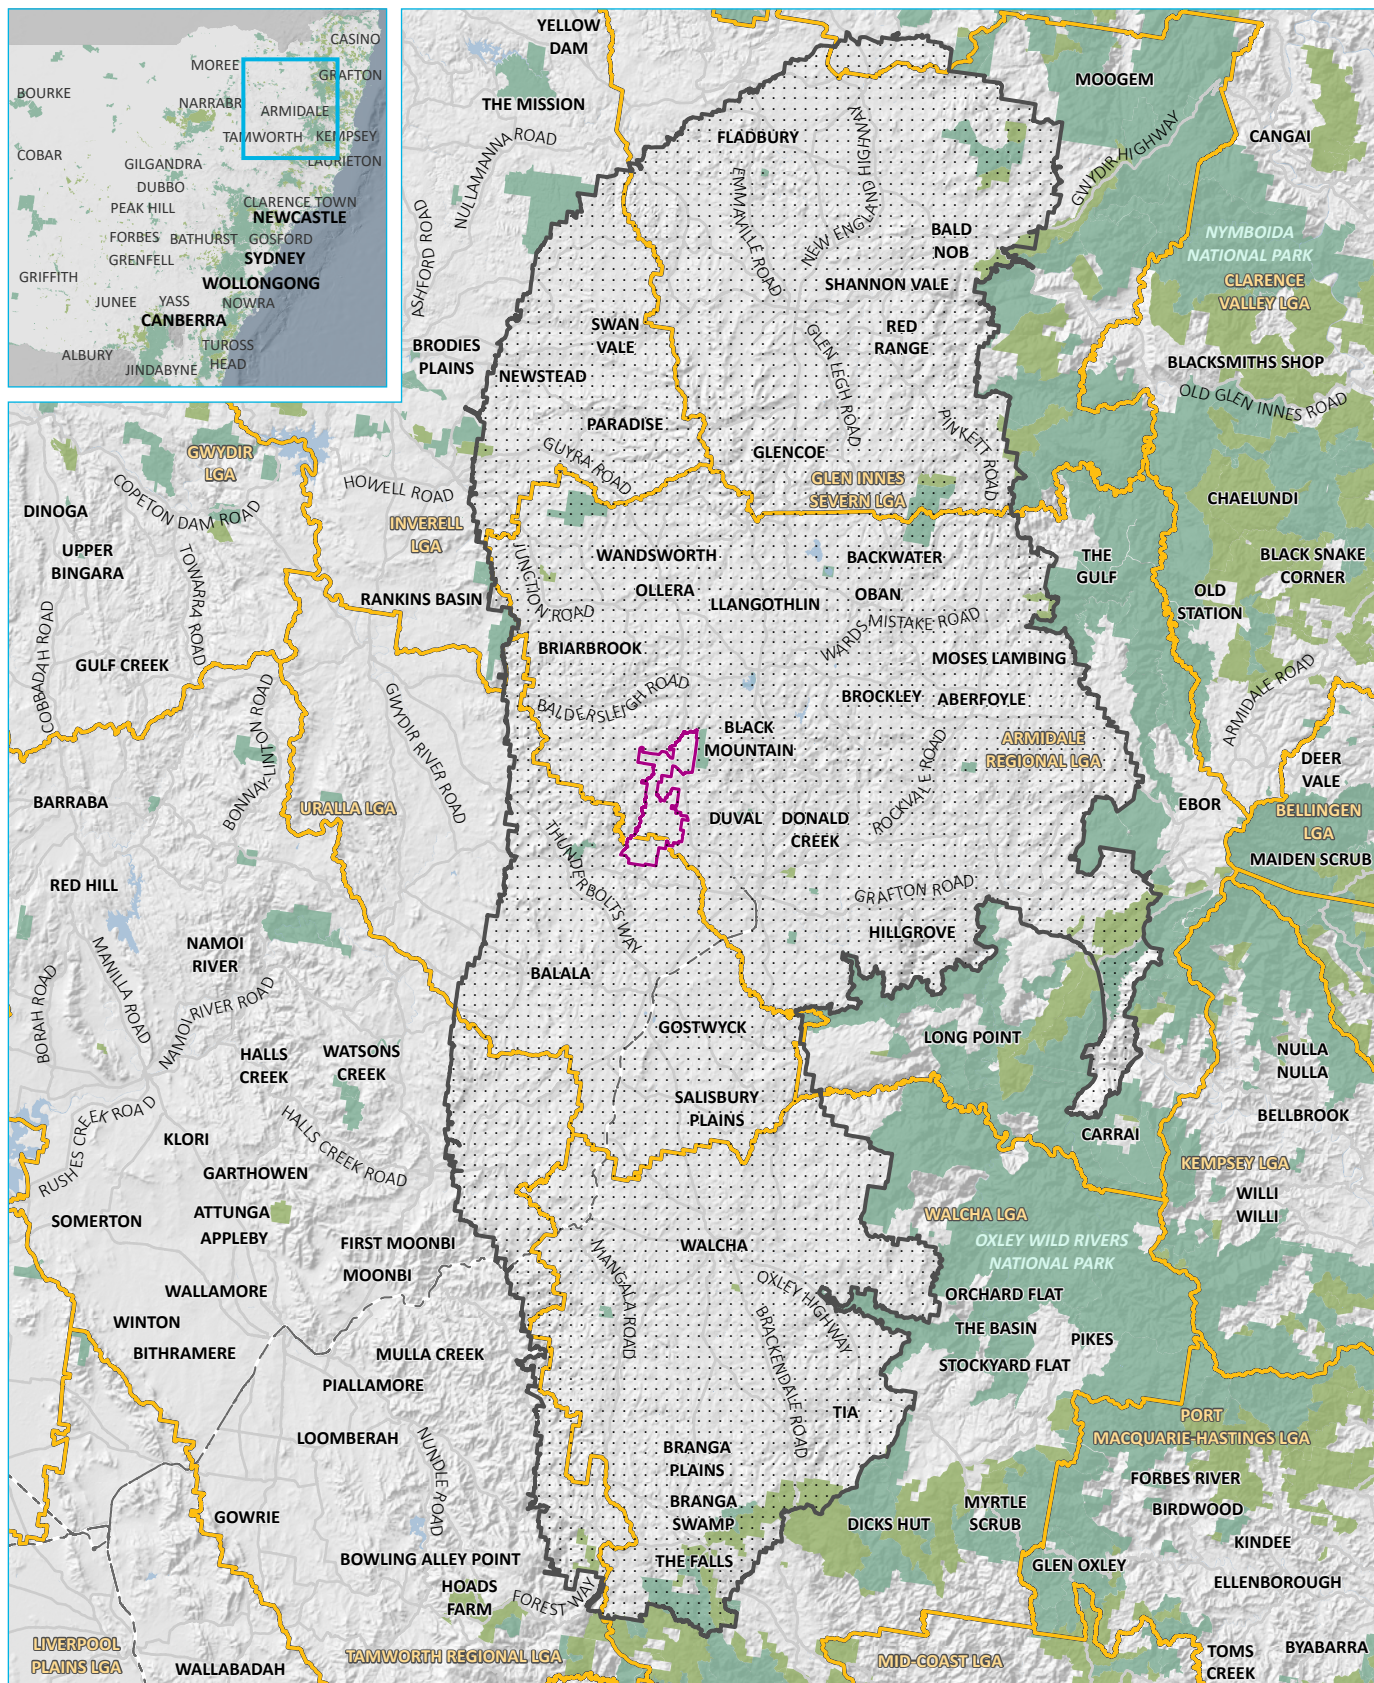 CASINO
MOREE
GRAFTON
BOURKE
NARRABR
ARMIDALE
TAMWORTH
KEMPSEY
COBAR
GILGANDRA
LAURIETON
DUBBO
PEAK HILL
CLARENCE TOWN
NEWCASTLE
FORBES
BATHURST
GOSFORD
GRENFELL
SYDNEY
GRIFFITH
WOLLONGONG
JUNEE
YASS
NOWRA
CANBERRA
ALBURY
TUROSS
HEAD
JINDABYNE
YELLOW
DAM
THE MISSION
NULLAMANNA ROAD
ASHFORD ROAD
FLADBURY
EMMAVILLE ROAD
NEW ENGLAND HIGHWAY
MOOGEM
CANGAI
GWYDIR HIGHWAY
BALD
NOB
NYMBOIDA
NATIONAL PARK
CLARENCE
VALLEY LGA
SHANNON VALE
SWAN
VALE
RED
RANGE
BRODIES
PLAINS
NEWSTEAD
GLEN LEGH ROAD
BLACKSMITHS SHOP
OLD GLEN INNES ROAD
PARADISE
GUYRA ROAD
GLENCOE
PINKETT ROAD
GLEN INNES
SEVERN LGA
GWYDIR
LGA
COPETON DAM ROAD
HOWELL ROAD
INVERELL
LGA
CHAELUNDI
DINOGA
UPPER
BINGARA
TOWARRA ROAD
JUNCTION ROAD
WANDSWORTH
BACKWATER
THE
GULF
BLACK SNAKE
CORNER
OLLERA
LLANGOTHLIN
OBAN
OLD
STATION
RANKINS BASIN
WARDS MISTAKE ROAD
COBBADAH ROAD
GULF CREEK
BRIARBROOK
MOSES LAMBING
ARMIDALE ROAD
BALDERSLEIGH ROAD
BROCKLEY
ABERFOYLE
BONNAY-LINTON ROAD
GWYDIR RIVER ROAD
BLACK
MOUNTAIN
ARMIDALE
REGIONAL LGA
DEER
VALE
ROCKVALE ROAD
BARRABA
URALLA LGA
DUVAL
DONALD
CREEK
EBOR
BELLINGEN
LGA
MAIDEN SCRUB
THUNDERBOLTS WAY
RED HILL
GRAFTON ROAD
NAMOI
RIVER
HILLGROVE
MANILLA ROAD
BORAH ROAD
NAMOI RIVER ROAD
BALALA
GOSTWYCK
LONG POINT
HALLS
CREEK
WATSONS
CREEK
NULLA
NULLA
SALISBURY
PLAINS
BELLBROOK
RUSHES CREEK ROAD
HALLS CREEK ROAD
KLORI
CARRAI
GARTHOWEN
KEMPSEY LGA
WILLI
WILLI
SOMERTON
ATTUNGA
APPLEBY
WALCHA LGA
OXLEY WILD RIVERS
NATIONAL PARK
FIRST MOONBI
MOONBI
WALCHA
NIANGALA ROAD
OXLEY HIGHWAY
WALLAMORE
ORCHARD FLAT
WINTON
THE BASIN
PIKES
BITHRAMERE
MULLA CREEK
STOCKYARD FLAT
BRACKENDALE ROAD
PIALLAMORE
TIA
PORT
MACQUARIE-HASTINGS LGA
LOOMBERAH
NUNDLE ROAD
BRANGA
PLAINS
FORBES RIVER
BRANGA
SWAMP
MYRTLE
SCRUB
BIRDWOOD
GOWRIE
DICKS HUT
KINDEE
BOWLING ALLEY POINT
THE FALLS
GLEN OXLEY
HOADS
FARM
FOREST WAY
ELLENBOROUGH
LIVERPOOL
PLAINS LGA
TAMWORTH REGIONAL LGA
MID-COAST LGA
TOMS
CREEK
BYABARRA
WALLABADAH